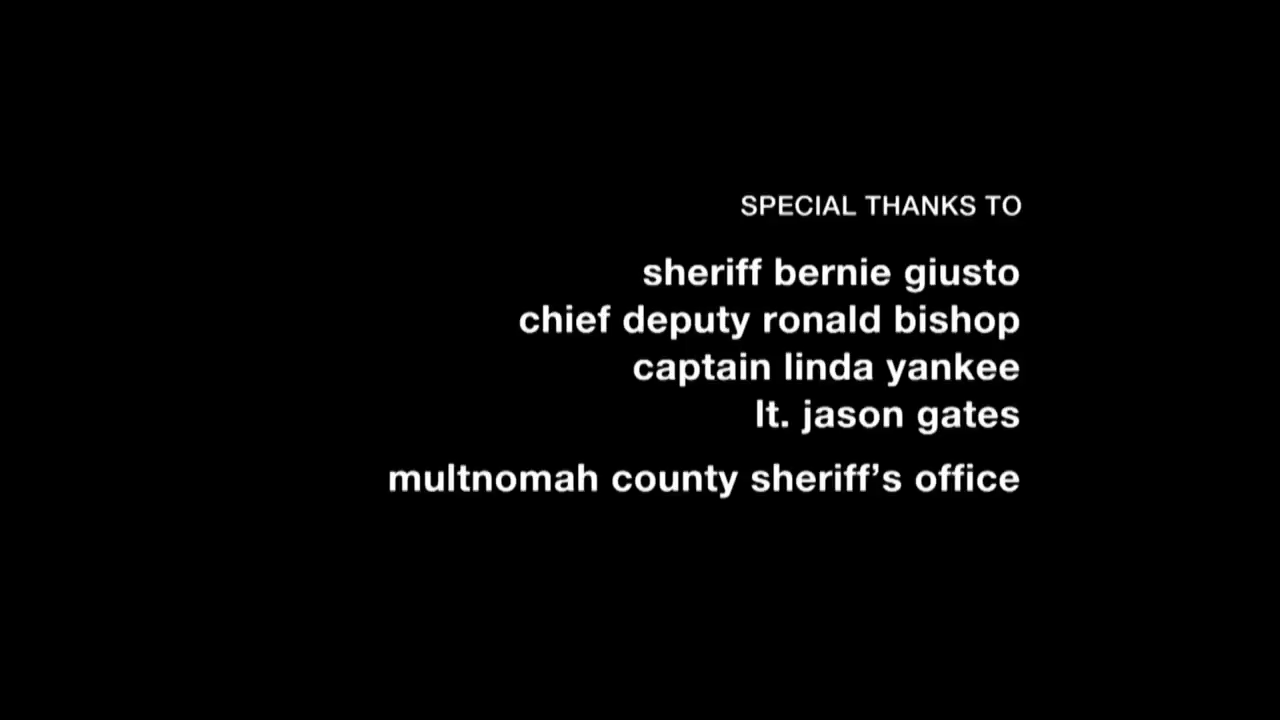 SPECIAL THANKS TO
sheriff bernie giusto
chief deputy ronald bishop
captain linda yankee
lt. jason gates
multnomah county sheriff’s office